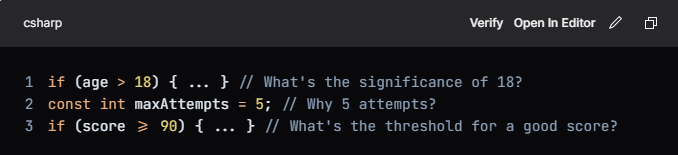 csharp Verify Open In Editor
1 if (age > 18) { ... } // What's the significance of 18?
2 const int maxAttempts = 5; // Why 5 attempts?
3 if (score >= 90) { ... } // What's the threshold for a good score?